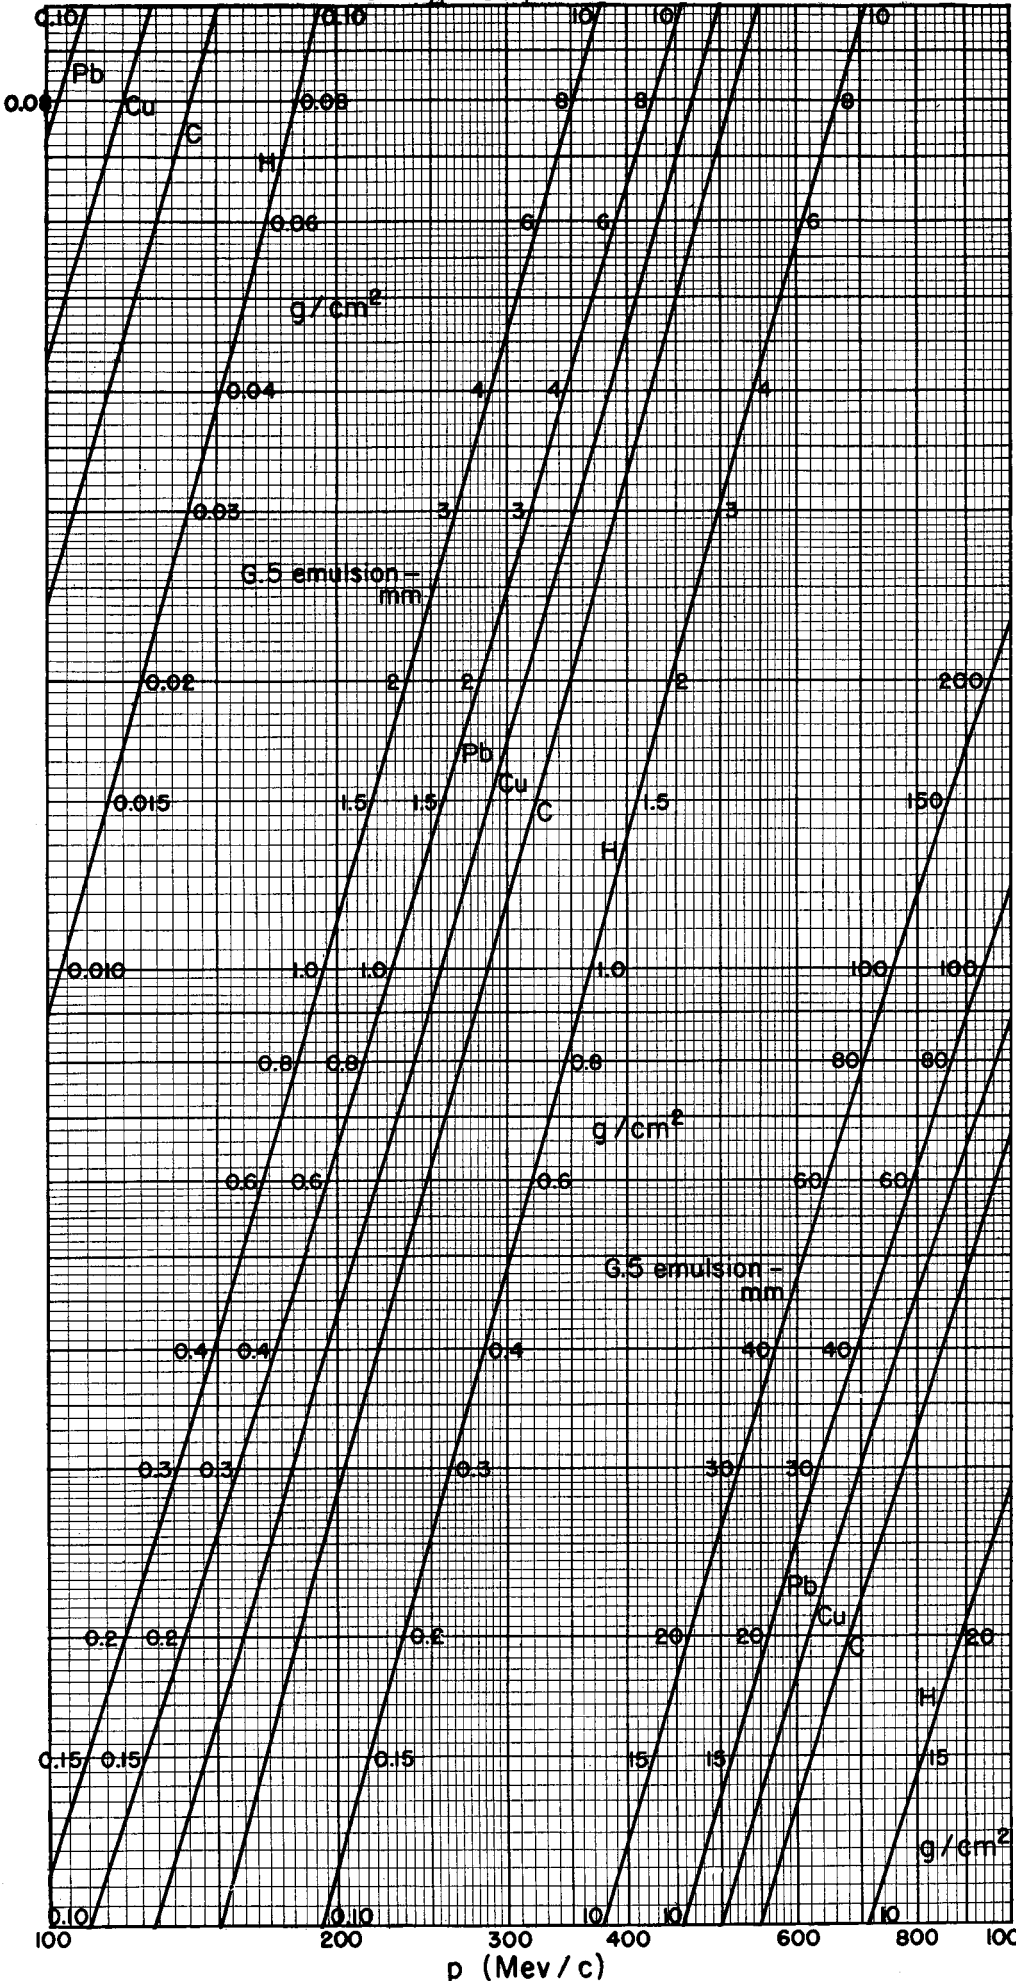 0.10 0.10 10 10 10
Pb
0.08 Cu 0.08 8 8 8
C
H
0.06 6 6 6
g/cm²
0.04 4 4 4
0.03 3 3 3
G.5 emulsion –
mm
0.02 2 2 2 200
Pb
Cu
0.015 1.5 1.5 C 1.5 150
H
0.010 1.0 1.0 1.0 100 100
0.8 0.8 0.8 80 80
g/cm²
0.6 0.6 0.6 60 60
G.5 emulsion –
mm
0.4 0.4 0.4 40 40
0.3 0.3 0.3 30 30
Pb
Cu
0.2 0.2 0.2 20 20 C 20
H
0.15 0.15 0.15 15 15 15
g/cm²
0.10 0.10 10 10 10
100 200 300 400 600 800 100
p (Mev/c)